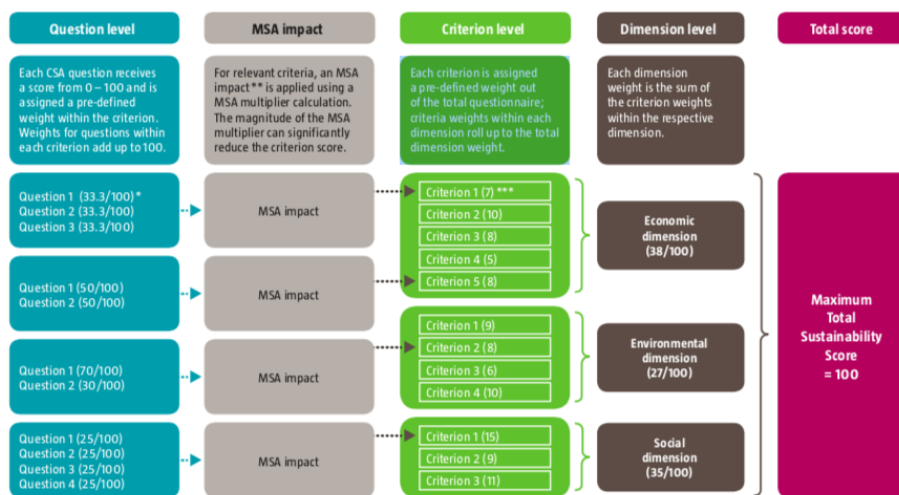 Question level
MSA impact
Criterion level
Dimension level
Total score
Each CSA question receives
a score from 0 – 100 and is
assigned a pre-defined
weight within the criterion.
Weights for questions within
each criterion add up to 100.
For relevant criteria, an MSA
impact** is applied using a
MSA multiplier calculation.
The magnitude of the MSA
multiplier can significantly
reduce the criterion score.
Each criterion is assigned
a pre-defined weight out
of the total questionnaire;
criteria weights within each
dimension roll up to the total
dimension weight.
Each dimension
weight is the sum of
the criterion weights
within the respective
dimension.
Question 1 (33.3/100)*
Question 2 (33.3/100)
Question 3 (33.3/100)
MSA impact
Criterion 1 (7) ***
Criterion 2 (10)
Criterion 3 (8)
Criterion 4 (5)
Criterion 5 (8)
Economic
dimension
(38/100)
Question 1 (50/100)
Question 2 (50/100)
MSA impact
Question 1 (70/100)
Question 2 (30/100)
MSA impact
Criterion 1 (9)
Criterion 2 (8)
Criterion 3 (6)
Criterion 4 (10)
Environmental
dimension
(27/100)
Question 1 (25/100)
Question 2 (25/100)
Question 3 (25/100)
Question 4 (25/100)
MSA impact
Criterion 1 (15)
Criterion 2 (9)
Criterion 3 (11)
Social
dimension
(35/100)
Maximum
Total
Sustainability
Score
= 100